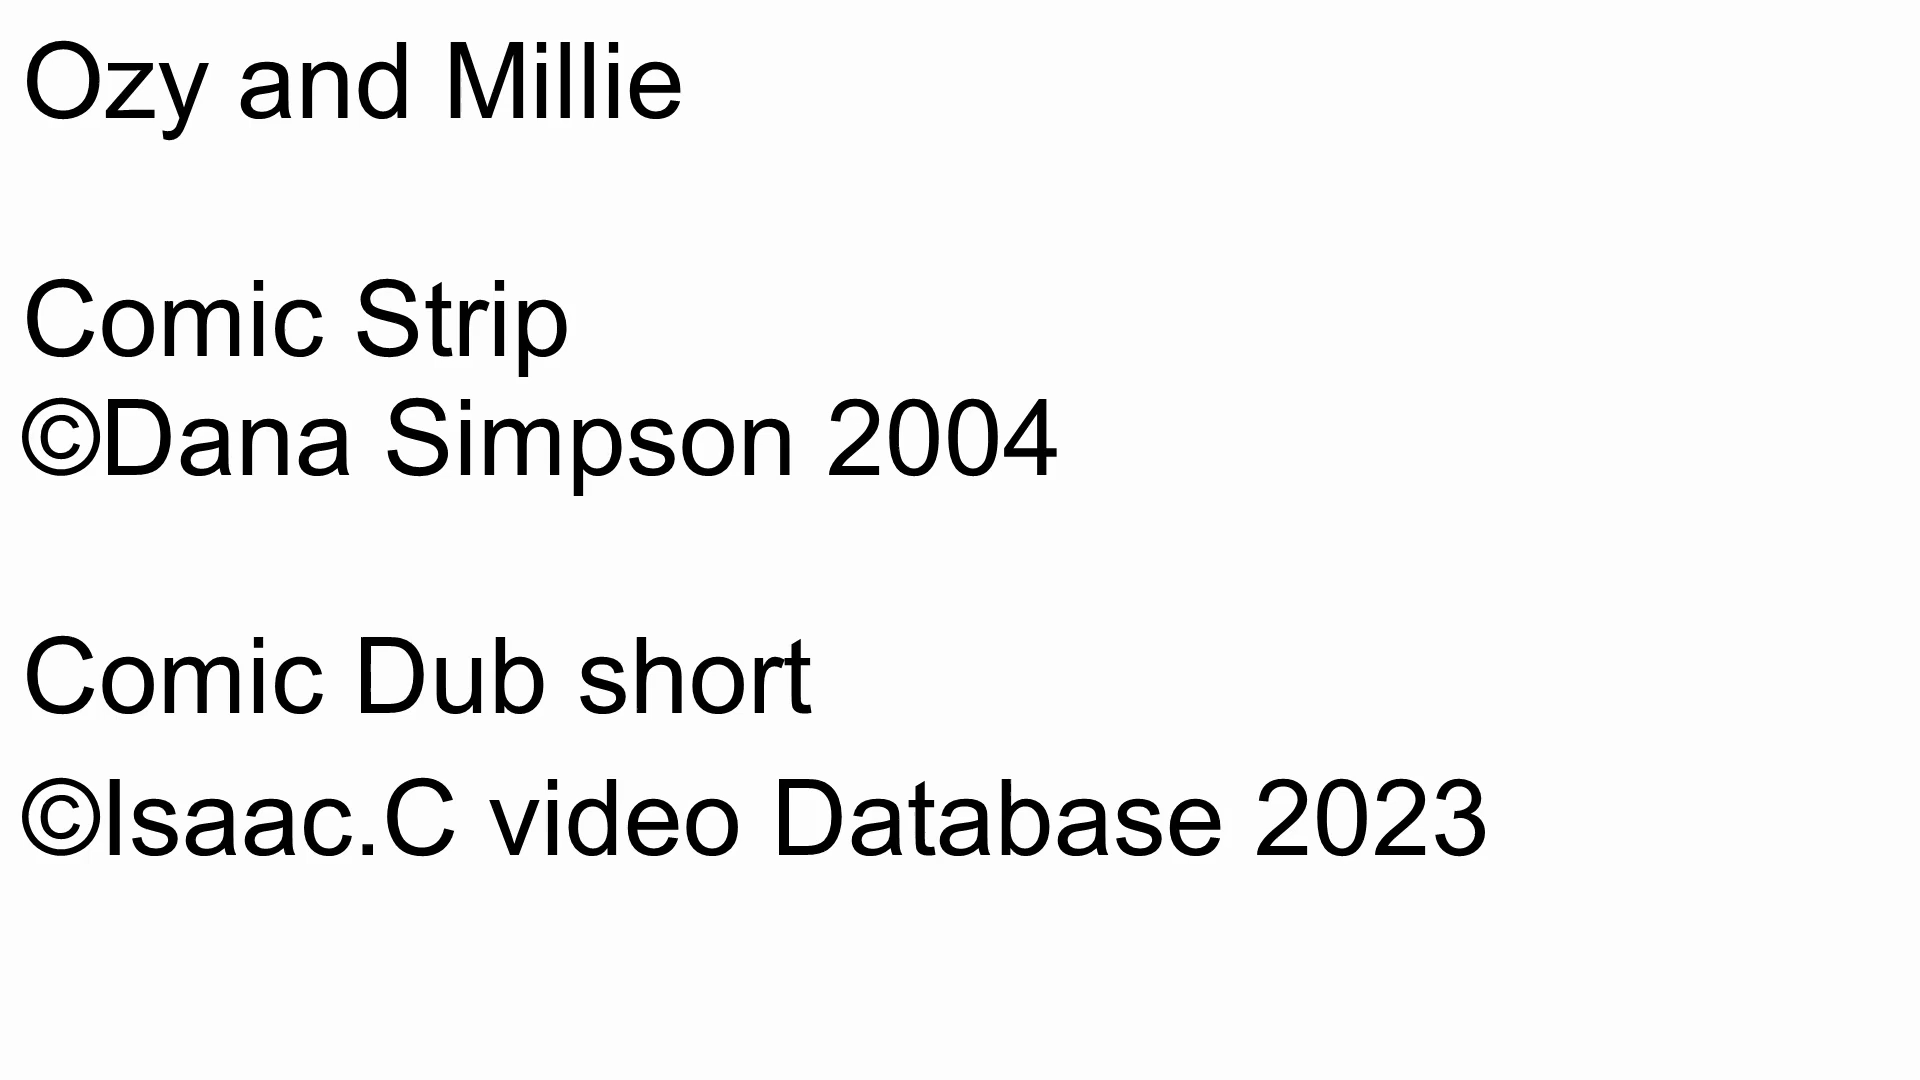 Ozy and Millie
Comic Strip
©Dana Simpson 2004
Comic Dub short
©Isaac.C video Database 2023